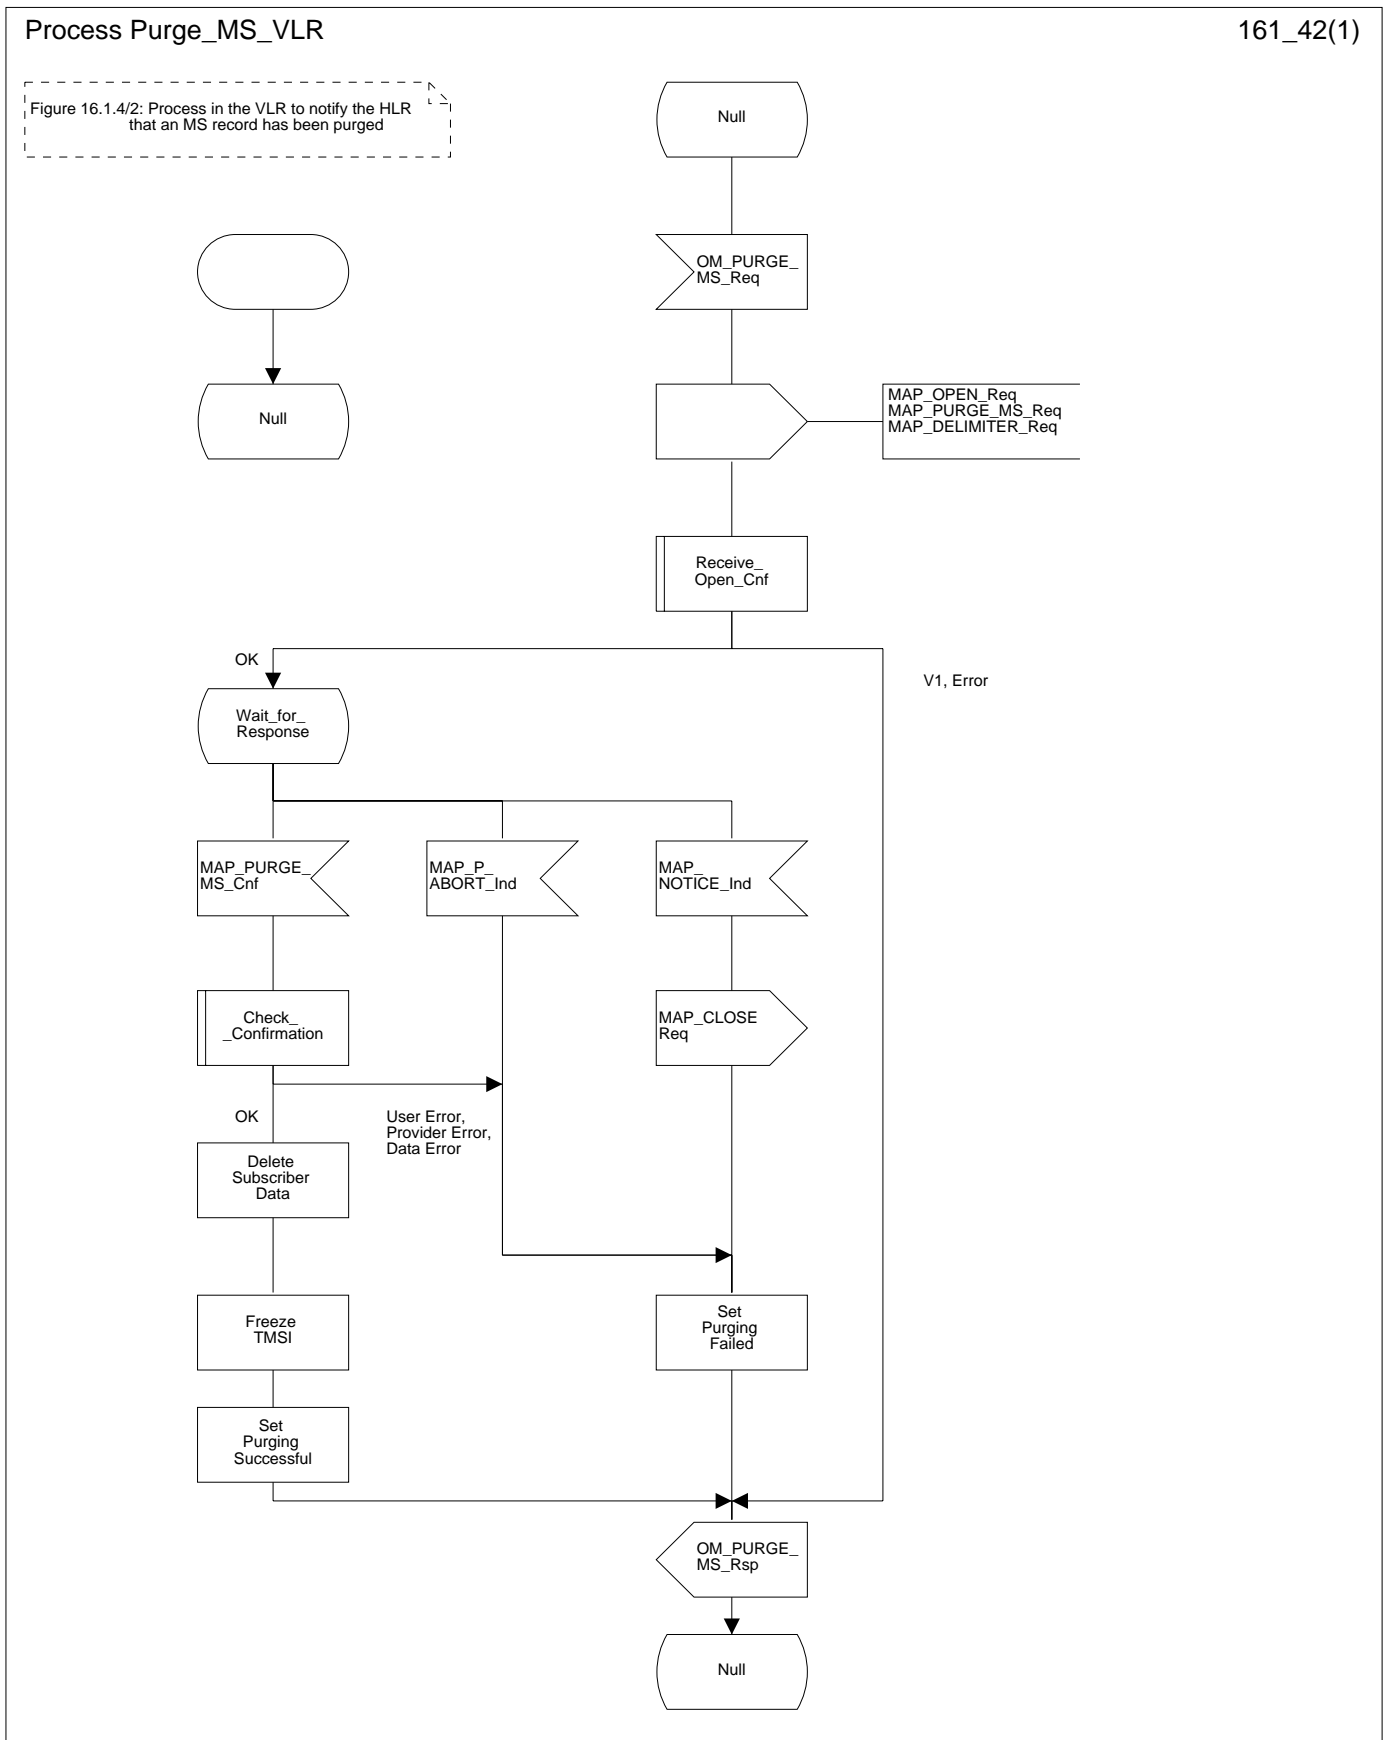 Process Purge_MS_VLR
161_42(1)
Figure 16.1.4/2: Process in the VLR to notify the HLR
that an MS record has been purged
Null
OM_PURGE_
MS_Req
Null
MAP_OPEN_Req
MAP_PURGE_MS_Req
MAP_DELIMITER_Req
Receive_
Open_Cnf
OK
V1, Error
Wait_for_
Response
MAP_PURGE_
MS_Cnf
MAP_P_
ABORT_Ind
MAP_
NOTICE_Ind
Check_
_Confirmation
MAP_CLOSE
Req
OK
User Error,
Provider Error,
Data Error
Delete
Subscriber
Data
Freeze
TMSI
Set
Purging
Failed
Set
Purging
Successful
OM_PURGE_
MS_Rsp
Null